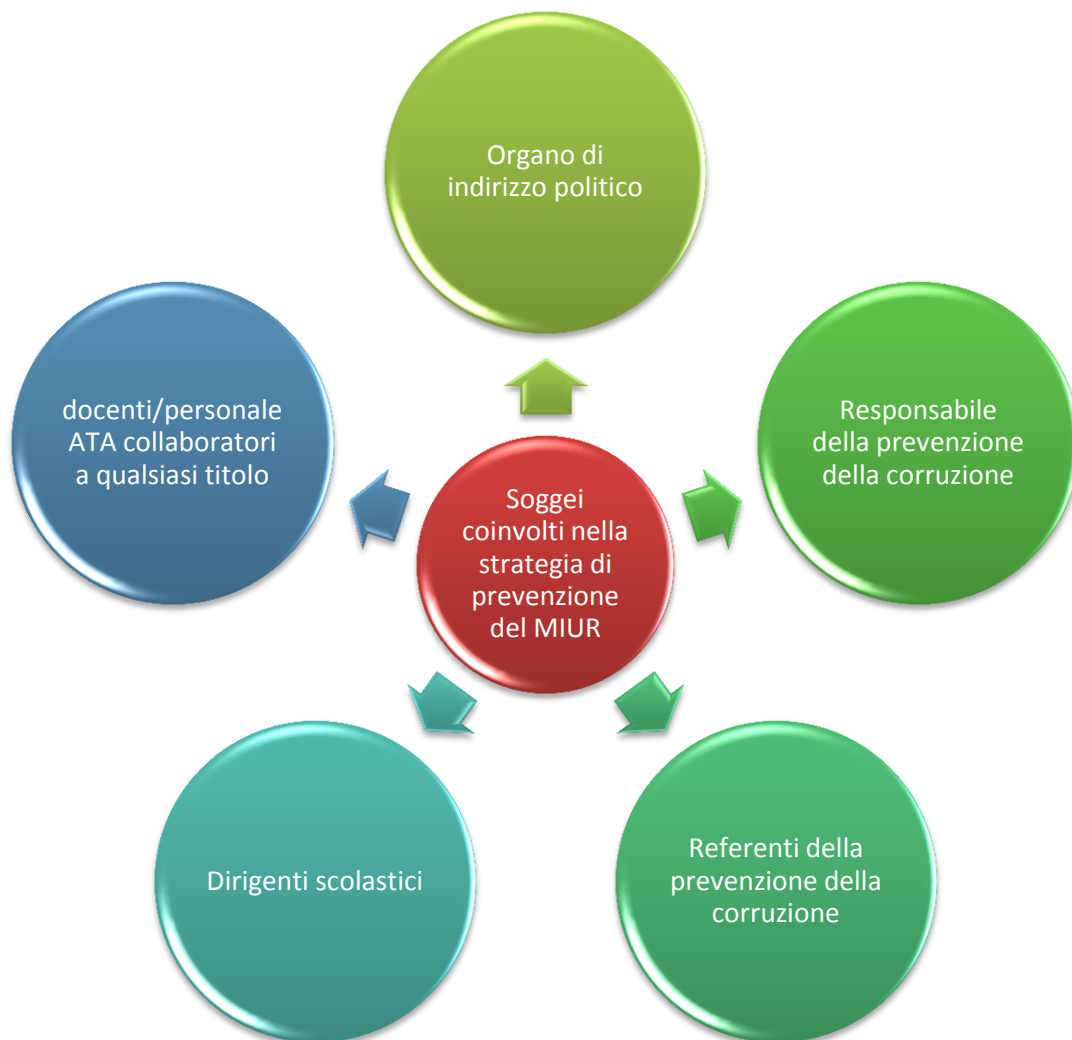 Organo di
indirizzo politico
docenti/personale
ATA collaboratori
a qualsiasi titolo
Responsabile
della prevenzione
della corruzione
Soggei
coinvolti nella
strategia di
prevenzione
del MIUR
Dirigenti scolastici
Referenti della
prevenzione della
corruzione